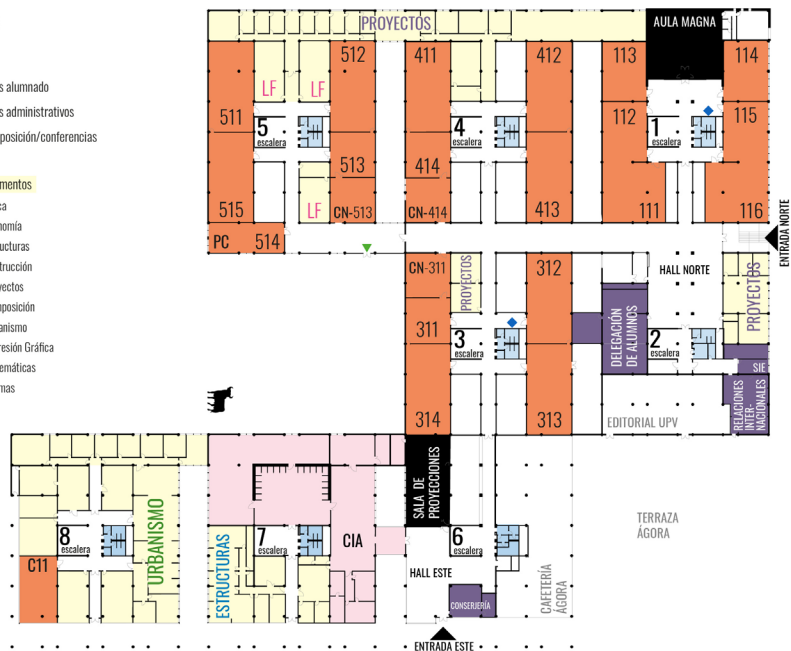 s alumnado
s administrativos
posición/conferencias
mentos
ca
nomía
ructuras
strucción
yectos
mposición
anismo
resión Gráfica
emáticas
mas
PROYECTOS
AULA MAGNA
512
411
412
113
114
LF
LF
511
5
escalera
4
escalera
112
1
escalera
115
513
414
LF
515
CN-513
CN-414
413
111
116
PC
514
ENTRADA NORTE
CN-311
PROYECTOS
312
HALL NORTE
PROYECTOS
311
3
escalera
DELEGACIÓN
DE ALUMNOS
2
escalera
SIE
RELACIONES
INTER-
NACIONALES
314
313
EDITORIAL UPV
SALA DE
PROYECCIONES
TERRAZA
ÁGORA
URBANISMO
8
escalera
ESTRUCTURAS
7
escalera
CIA
6
escalera
C11
HALL ESTE
CAFETERÍA
ÁGORA
CONSERJERÍA
ENTRADA ESTE